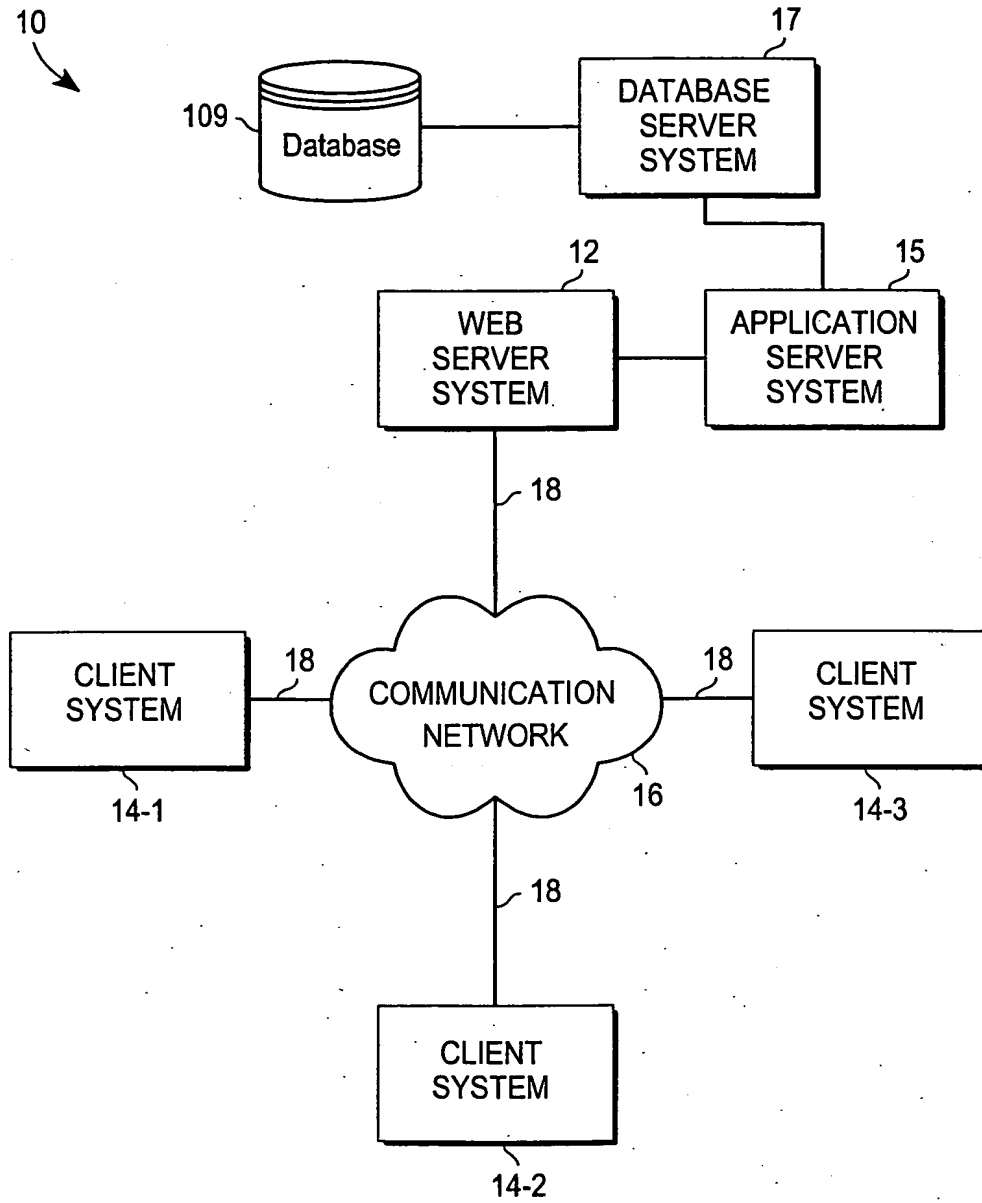 10
17
DATABASE
SERVER
SYSTEM
109
Database
12
15
WEB
SERVER
SYSTEM
APPLICATION
SERVER
SYSTEM
18
CLIENT
SYSTEM
18
COMMUNICATION
NETWORK
18
CLIENT
SYSTEM
14-1
16
14-3
18
CLIENT
SYSTEM
14-2